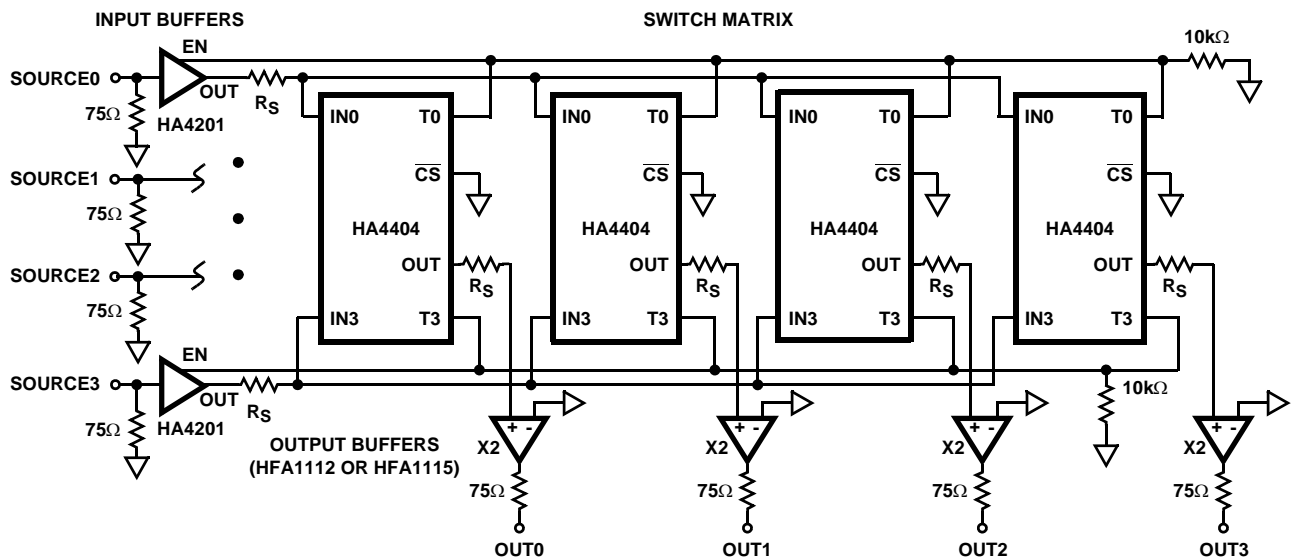 INPUT BUFFERS
SWITCH MATRIX
EN
10kΩ
SOURCE0
OUT
RS
75Ω
HA4201
IN0 T0
IN0 T0
IN0 T0
IN0 T0
CS
CS
CS
CS
SOURCE1
75Ω
HA4404
HA4404
HA4404
HA4404
SOURCE2
OUT
RS
OUT
RS
OUT
RS
OUT
RS
75Ω
IN3 T3
IN3 T3
IN3 T3
IN3 T3
EN
SOURCE3
OUT
RS
10kΩ
75Ω
HA4201
OUTPUT BUFFERS
(HFA1112 OR HFA1115)
+ -
X2
+ -
X2
+ -
X2
+ -
X2
75Ω
75Ω
75Ω
75Ω
OUT0
OUT1
OUT2
OUT3